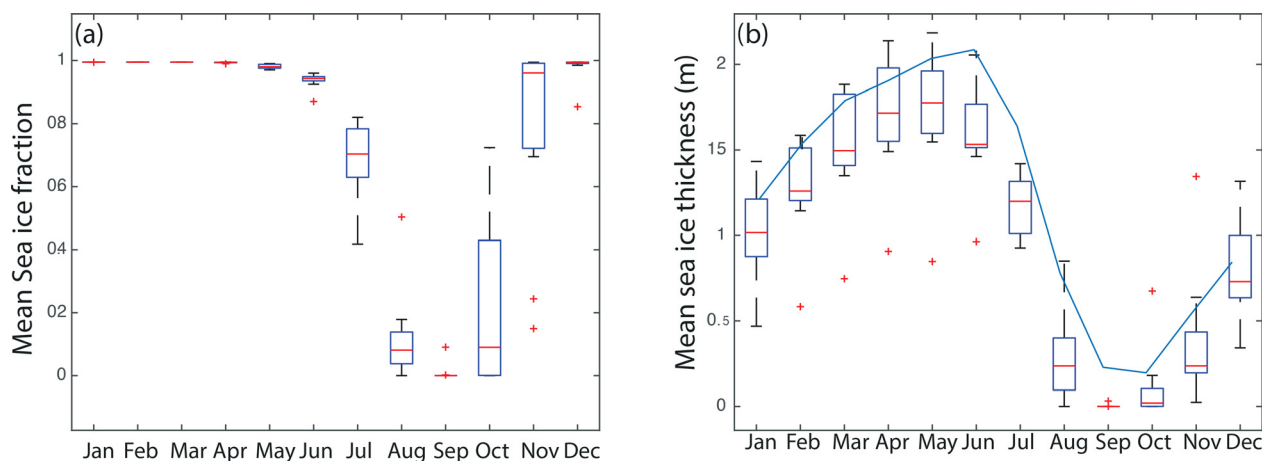 (a)
Mean Sea ice fraction
1
08
06
04
02
0
Jan Feb Mar Apr May Jun Jul Aug Sep Oct Nov Dec
(b)
Mean sea ice thickness (m)
2
15
1
0.5
0
Jan Feb Mar Apr May Jun Jul Aug Sep Oct Nov Dec